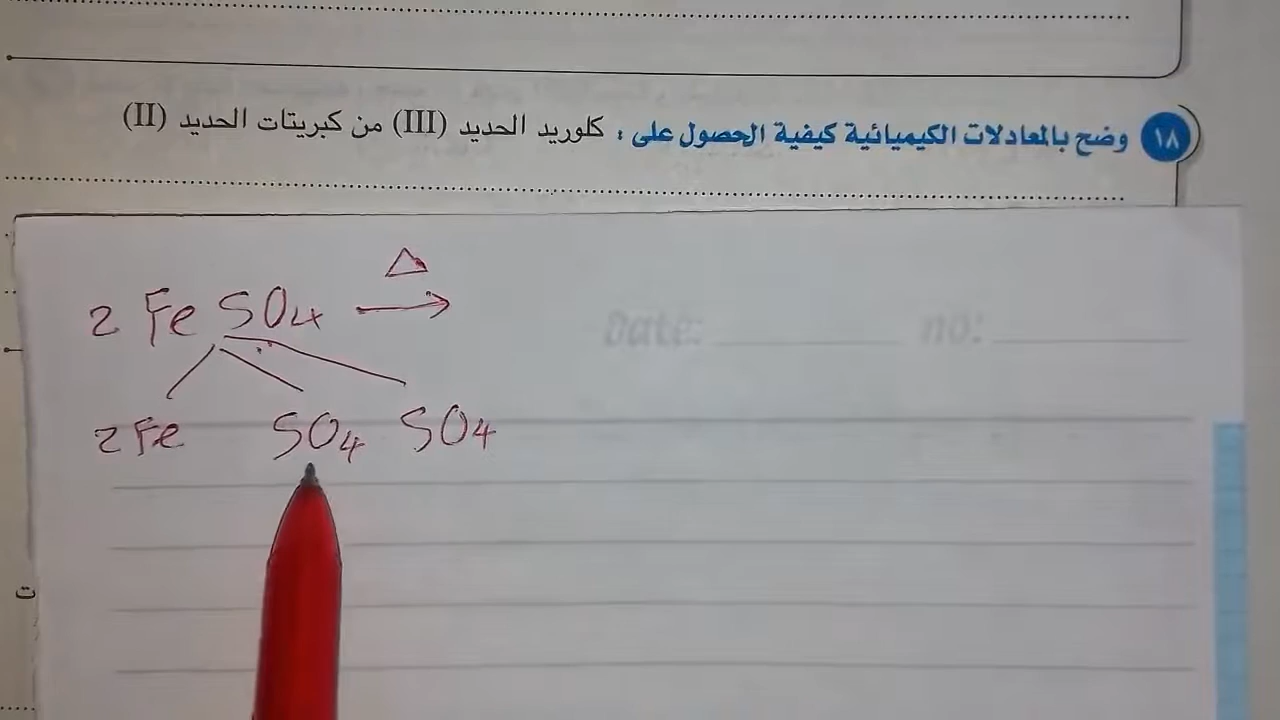 ١٨ وضح بالمعادلات الكيميائية كيفية الحصول على : كلوريد الحديد (III) من كبريتات الحديد (II)
Δ
2 FeSO4 →
Date: no:
2Fe SO4 SO4
ت